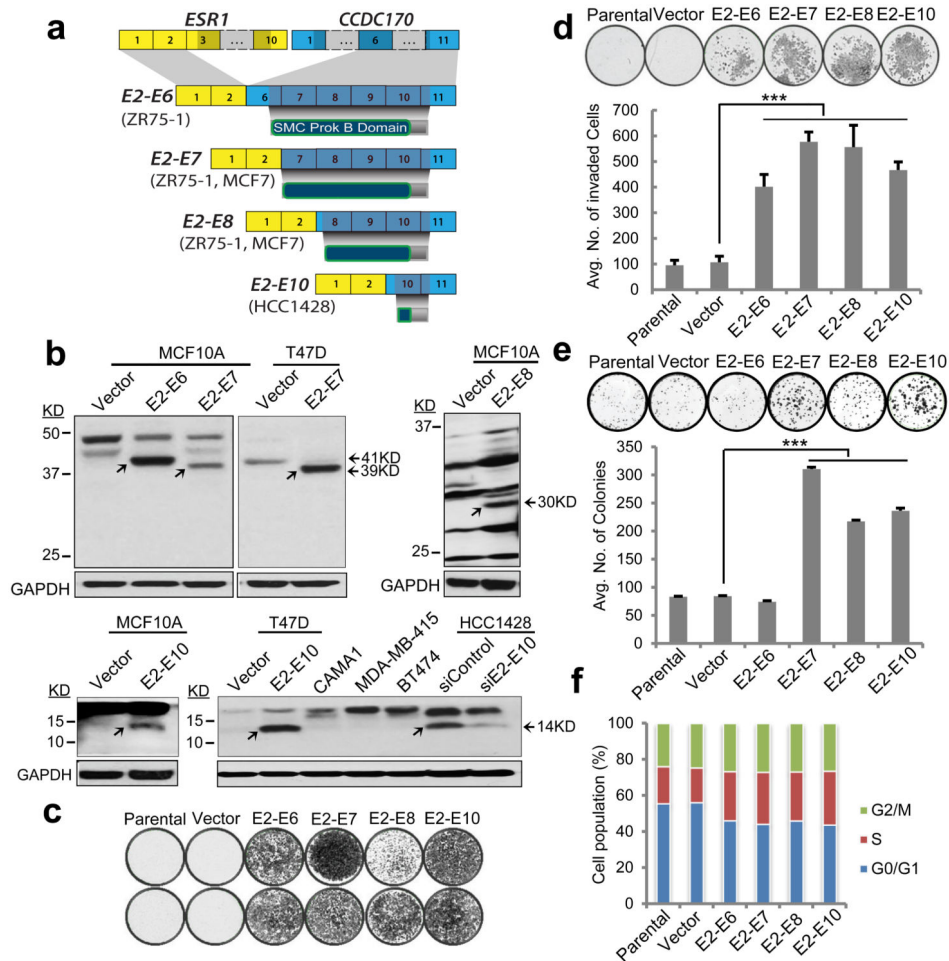 a
ESR1 CCDC170
1 2 3 ... 10 1 ... 6 ... 11
E2-E6 1 2 6 7 8 9 10 11
(ZR75-1)
SMC Prok B Domain
E2-E7 1 2 7 8 9 10 11
(ZR75-1, MCF7)
E2-E8 1 2 8 9 10 11
(ZR75-1, MCF7)
E2-E10 1 2 10 11
(HCC1428)
b
MCF10A T47D MCF10A
Vector E2-E6 E2-E7 Vector E2-E7 Vector E2-E8
KD KD
50 37
37 25
25
41KD
39KD
30KD
GAPDH GAPDH
MCF10A T47D HCC1428
Vector E2-E10 Vector E2-E10 CAMA1 MDA-MB-415 BT474 siControl siE2-E10
KD KD
15 15
10 10
14KD
GAPDH
c
Parental Vector E2-E6 E2-E7 E2-E8 E2-E10
d
Parental Vector E2-E6 E2-E7 E2-E8 E2-E10
Avg. No. of invaded Cells
700
600
500
400
300
200
100
0
***
Parental Vector E2-E6 E2-E7 E2-E8 E2-E10
e
Parental Vector E2-E6 E2-E7 E2-E8 E2-E10
Avg. No. of Colonies
350
300
250
200
150
100
50
0
***
Parental Vector E2-E6 E2-E7 E2-E8 E2-E10
f
Cell population (%)
100
80
60
40
20
0
G2/M
S
G0/G1
Parental Vector E2-E6 E2-E7 E2-E8 E2-E10